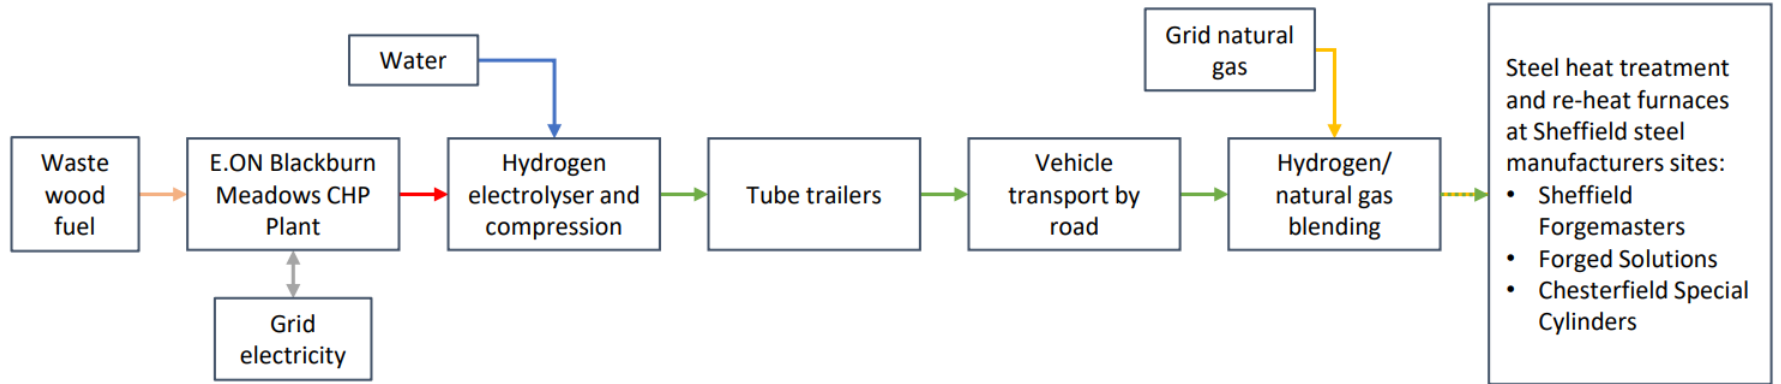 Water
Grid natural
gas
Waste
wood
fuel
E.ON Blackburn
Meadows CHP
Plant
Hydrogen
electrolyser and
compression
Tube trailers
Vehicle
transport by
road
Hydrogen/
natural gas
blending
Steel heat treatment
and re-heat furnaces
at Sheffield steel
manufacturers sites:
• Sheffield
Forgemasters
• Forged Solutions
• Chesterfield Special
Cylinders
Grid
electricity